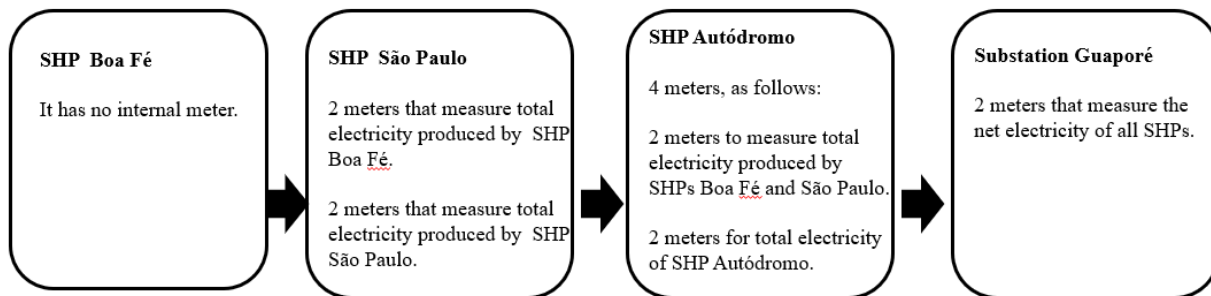 SHP Boa Fé
It has no internal meter.
SHP São Paulo
2 meters that measure total
electricity produced by SHP
Boa Fé.
2 meters that measure total
electricity produced by SHP
São Paulo.
SHP Autódromo
4 meters, as follows:
2 meters to measure total
electricity produced by
SHPs Boa Fé and São Paulo.
2 meters for total electricity
of SHP Autódromo.
Substation Guaporé
2 meters that measure the
net electricity of all SHPs.